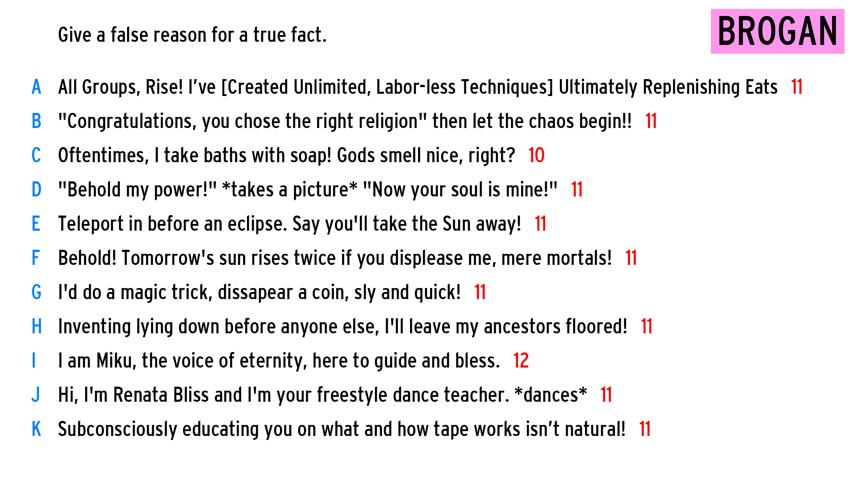 Give a false reason for a true fact.
BROGAN
A All Groups, Rise! I've [Created Unlimited, Labor-less Techniques] Ultimately Replenishing Eats 11
B "Congratulations, you chose the right religion" then let the chaos begin!! 11
C Oftentimes, I take baths with soap! Gods smell nice, right? 10
D "Behold my power!" *takes a picture* "Now your soul is mine!" 11
E Teleport in before an eclipse. Say you'll take the Sun away! 11
F Behold! Tomorrow's sun rises twice if you displease me, mere mortals! 11
G I'd do a magic trick, dissapear a coin, sly and quick! 11
H Inventing lying down before anyone else, I'll leave my ancestors floored! 11
I I am Miku, the voice of eternity, here to guide and bless. 12
J Hi, I'm Renata Bliss and I'm your freestyle dance teacher. *dances* 11
K Subconsciously educating you on what and how tape works isn’t natural! 11